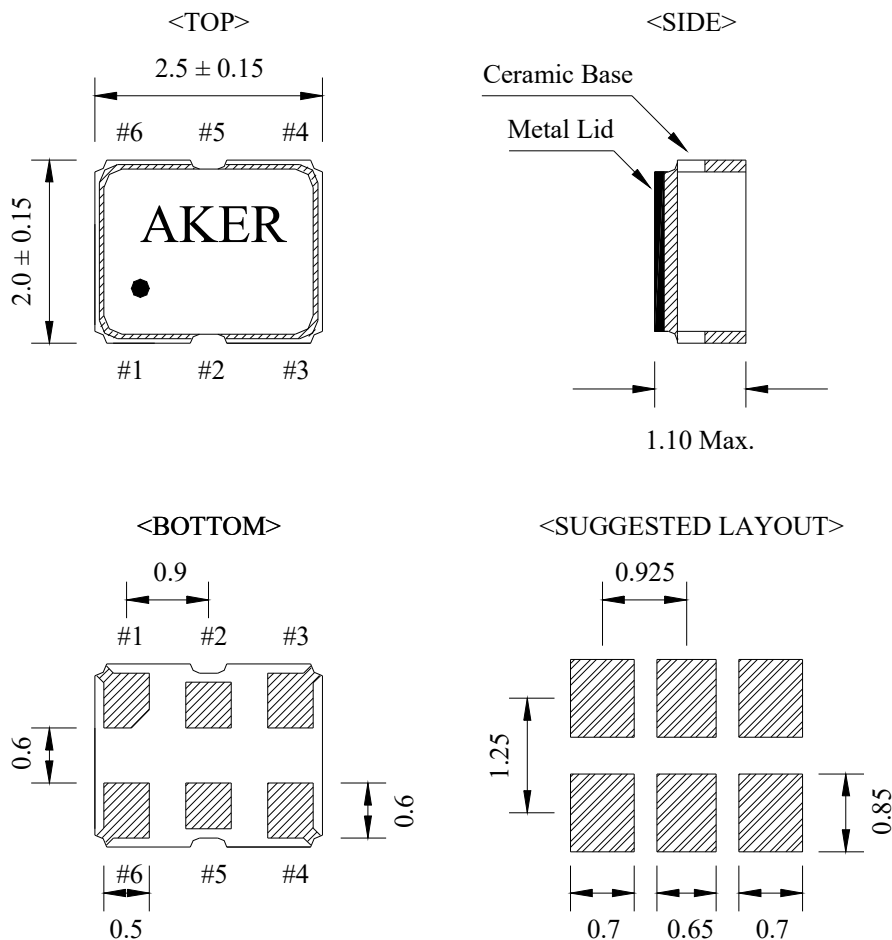 <TOP>
2.5 ± 0.15
#6 #5 #4
2.0 ± 0.15
AKER
#1 #2 #3
<SIDE>
Ceramic Base
Metal Lid
1.10 Max.
<BOTTOM>
0.9
#1 #2 #3
0.6
0.6
#6 #5 #4
0.5
<SUGGESTED LAYOUT>
0.925
1.25
0.85
0.7 0.65 0.7